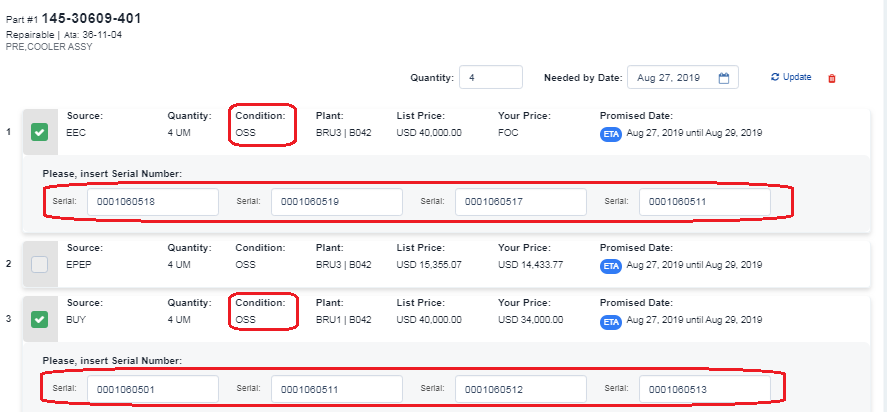 Part #1 145-30609-401
Repairable | Ata: 36-11-04
PRE,COOLER ASSY
Quantity: 4 Needed by Date: Aug 27, 2019 Update
Source: Quantity: Condition: Plant: List Price: Your Price: Promised Date:
1 EEC 4 UM OSS BRU3 | B042 USD 40,000.00 FOC ETA Aug 27, 2019 until Aug 29, 2019
Please, insert Serial Number:
Serial: 0001060518 Serial: 0001060519 Serial: 0001060517 Serial: 0001060511
Source: Quantity: Condition: Plant: List Price: Your Price: Promised Date:
2 EPEP 4 UM OSS BRU3 | B042 USD 15,355.07 USD 14,433.77 ETA Aug 27, 2019 until Aug 29, 2019
Source: Quantity: Condition: Plant: List Price: Your Price: Promised Date:
3 BUY 4 UM OSS BRU1 | B042 USD 40,000.00 USD 34,000.00 ETA Aug 27, 2019 until Aug 29, 2019
Please, insert Serial Number:
Serial: 0001060501 Serial: 0001060511 Serial: 0001060512 Serial: 0001060513